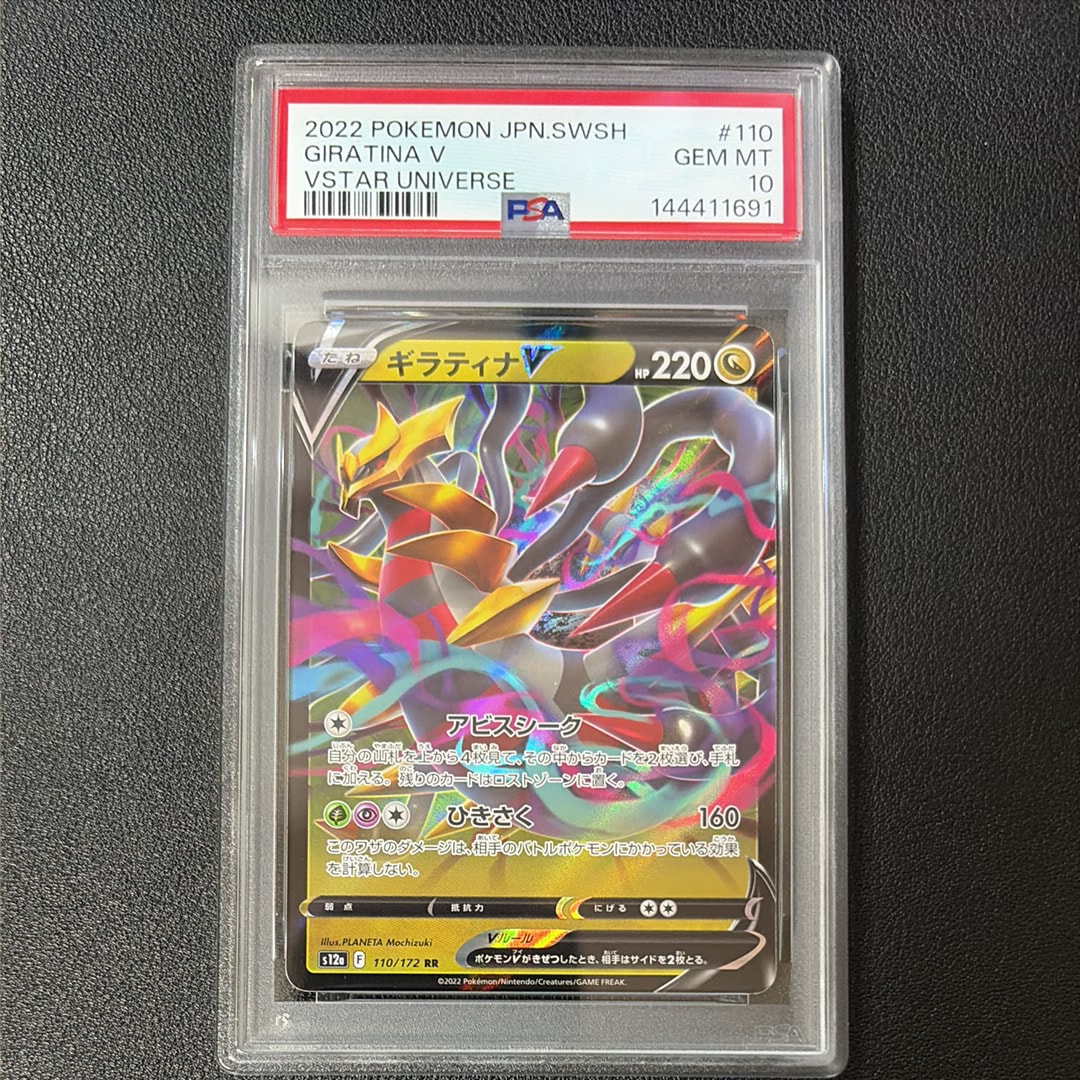 2022 POKEMON JPN.SWSH #110
GIRATINA V GEM MT
VSTAR UNIVERSE 10
PSA 144411691
たね ギラティナV HP 220
アビスシーク
自分の山札を上から4枚見て、その中からカードを2枚選び、手札
に加える。残りのカードはロストゾーンに置く。
ひきさく 160
このワザのダメージは、相手のバトルポケモンにかかっている効果
を計算しない。
弱点 抵抗力 にげる
Illus.PLANETA Mochizuki
Vルール
ポケモンVがきぜつしたとき、相手はサイドを2枚とる。
s12a F 110/172 RR
©2022 Pokémon/Nintendo/Creatures/GAME FREAK.
PSA